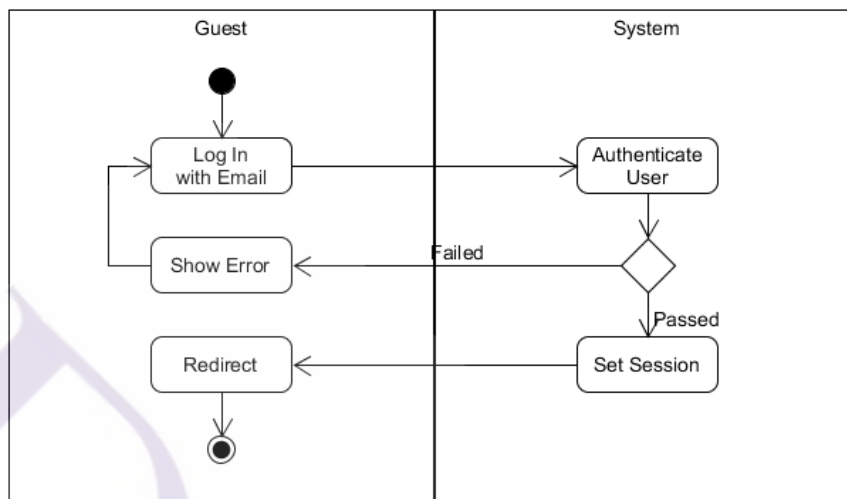 Guest
System
Log In
with Email
Authenticate
User
Show Error
Failed
Passed
Redirect
Set Session